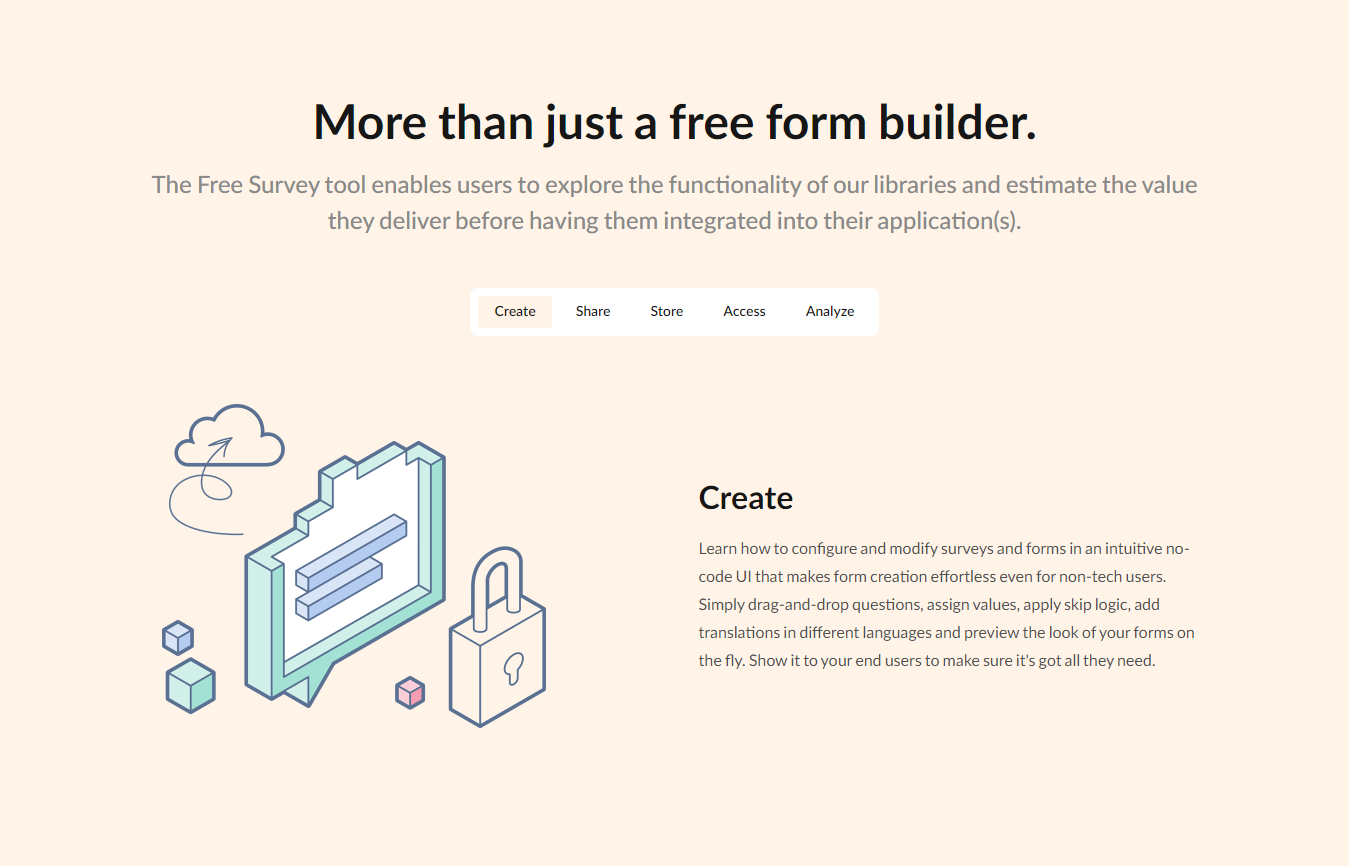 More than just a free form builder.
The Free Survey tool enables users to explore the functionality of our libraries and estimate the value
they deliver before having them integrated into their application(s).
Create Share Store Access Analyze
Create
Learn how to configure and modify surveys and forms in an intuitive no-
code UI that makes form creation effortless even for non-tech users.
Simply drag-and-drop questions, assign values, apply skip logic, add
translations in different languages and preview the look of your forms on
the fly. Show it to your end users to make sure it's got all they need.